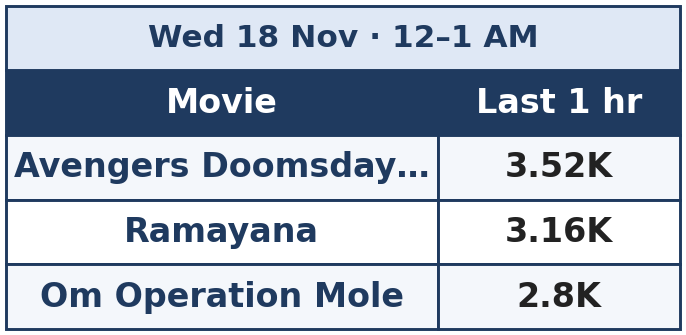 Wed 18 Nov · 12–1 AM
Movie Last 1 hr
Avengers Doomsday... 3.52K
Ramayana 3.16K
Om Operation Mole 2.8K